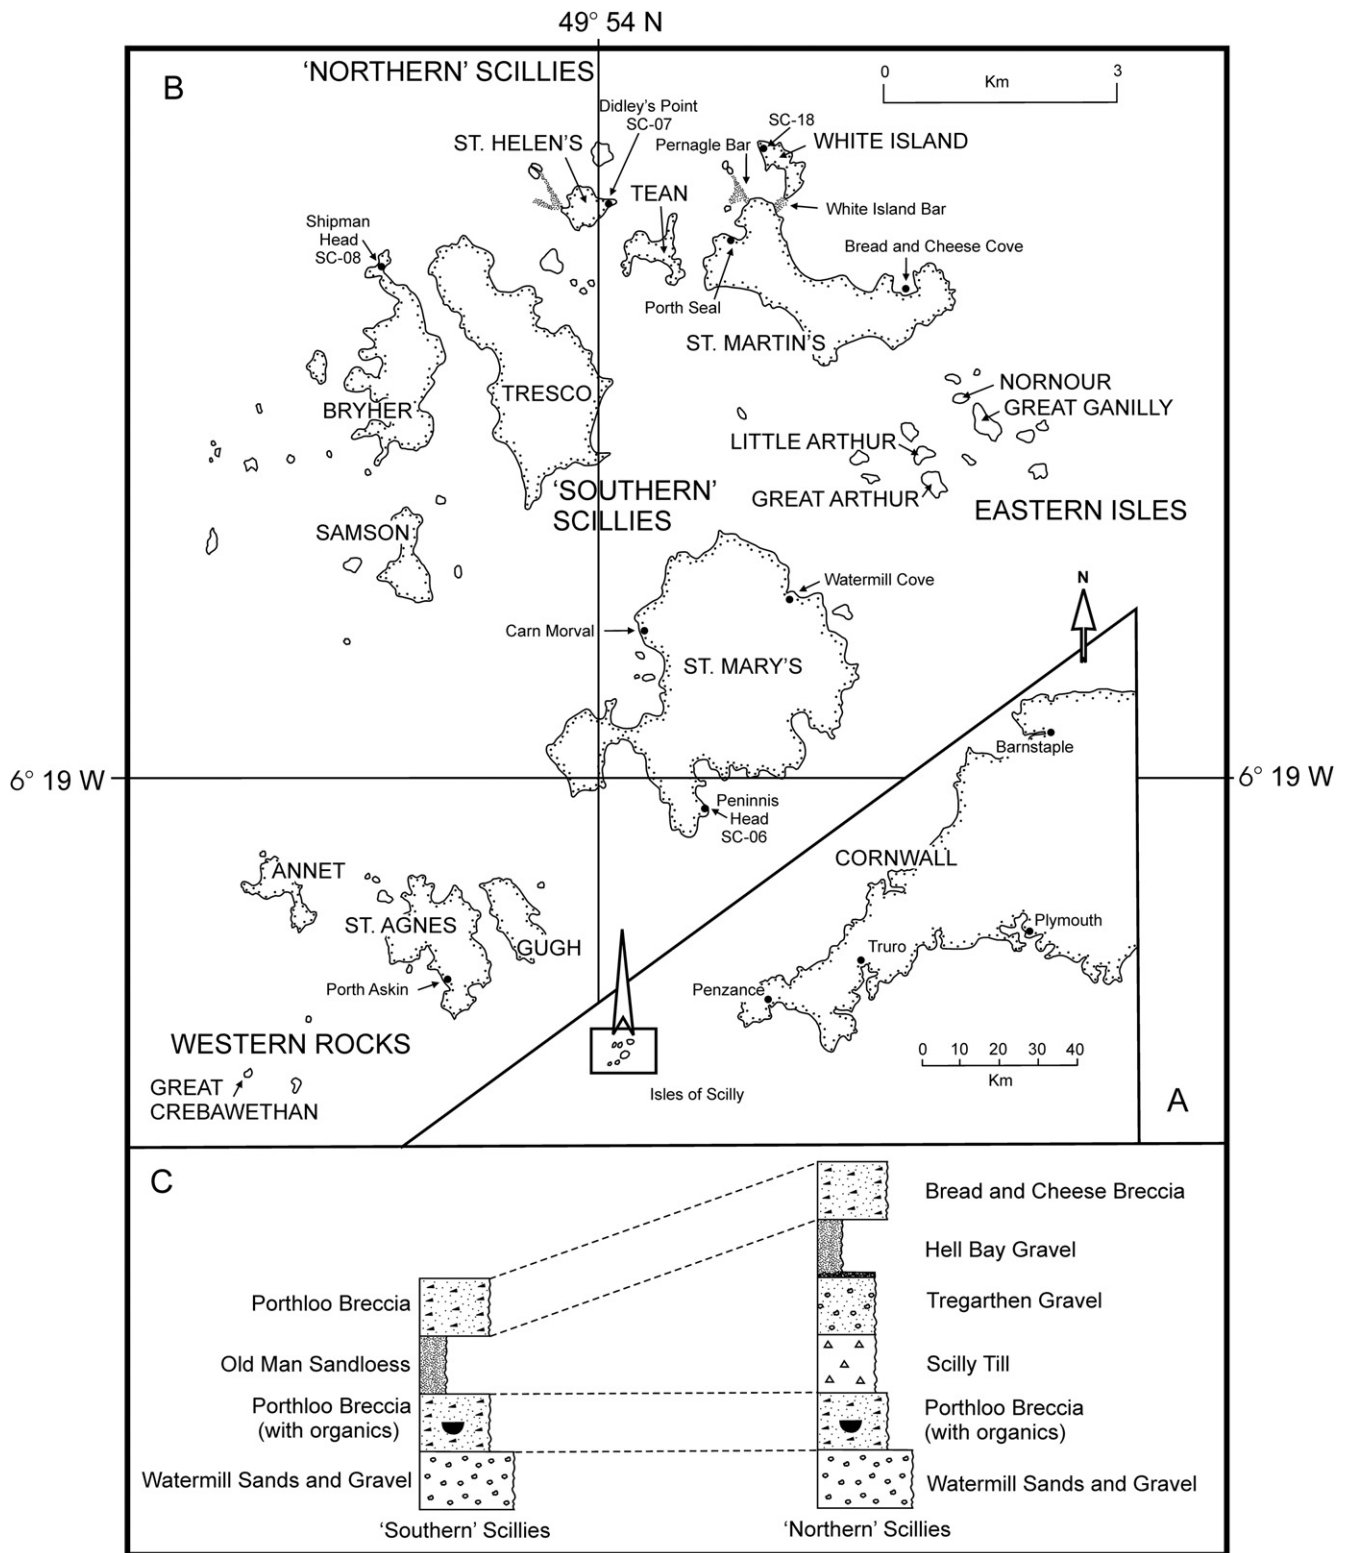 49° 54 N
B
'NORTHERN' SCILLIES
0
3
Km
Didley's Point
SC-07
SC-18
ST. HELEN'S
Pernagle Bar
WHITE ISLAND
TEAN
White Island Bar
Shipman
Head
SC-08
Bread and Cheese Cove
Porth Seal
ST. MARTIN'S
NORNOUR
TRESCO
GREAT GANILLY
BRYHER
LITTLE ARTHUR
GREAT ARTHUR
'SOUTHERN'
SCILLIES
EASTERN ISLES
SAMSON
Watermill Cove
N
Carn Morval
ST. MARY'S
Barnstaple
6° 19 W
6° 19 W
Peninnis
Head
SC-06
CORNWALL
ANNET
ST. AGNES
GUGH
Plymouth
Truro
Porth Askin
Penzance
WESTERN ROCKS
0 10 20 30 40
Km
GREAT
CREBAWETHAN
Isles of Scilly
A
C
Bread and Cheese Breccia
Hell Bay Gravel
Porthloo Breccia
Tregarthen Gravel
Old Man Sandloess
Scilly Till
Porthloo Breccia
(with organics)
Porthloo Breccia
(with organics)
Watermill Sands and Gravel
Watermill Sands and Gravel
'Southern' Scillies
'Northern' Scillies